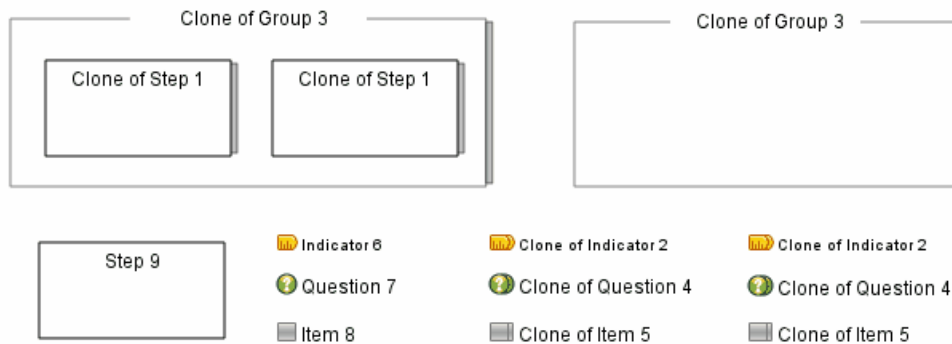 Clone of Group 3
Clone of Group 3
Clone of Step 1
Clone of Step 1
Step 9
Indicator 6
Clone of Indicator 2
Clone of Indicator 2
Question 7
Clone of Question 4
Clone of Question 4
Item 8
Clone of Item 5
Clone of Item 5